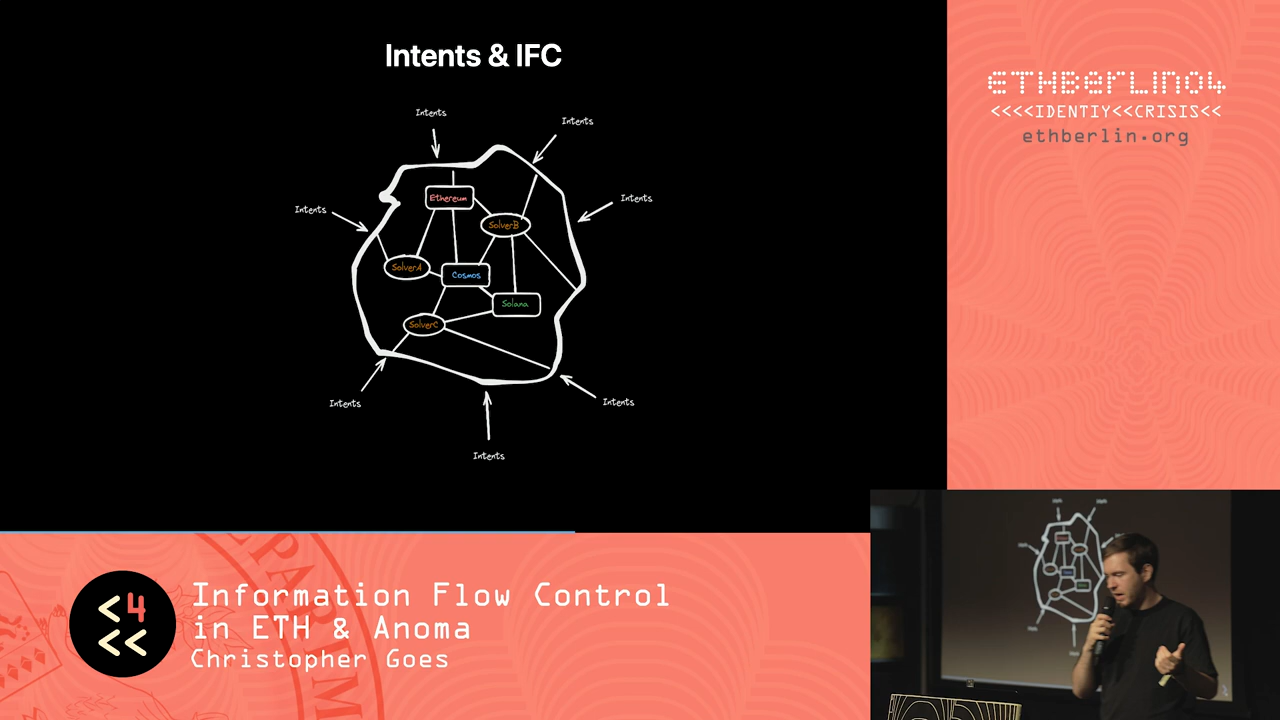 Intents & IFC
Intents
Intents
Intents
Intents
Ethereum
SolverB
SolverA
Cosmos
Solana
SolverC
Intents
Intents
Intents
ETHBerlin04
<<<<IDENTIY<<CRISIS<<
ethberlin.org
<4
<<
Information Flow Control
in ETH & Anoma
Christopher Goes